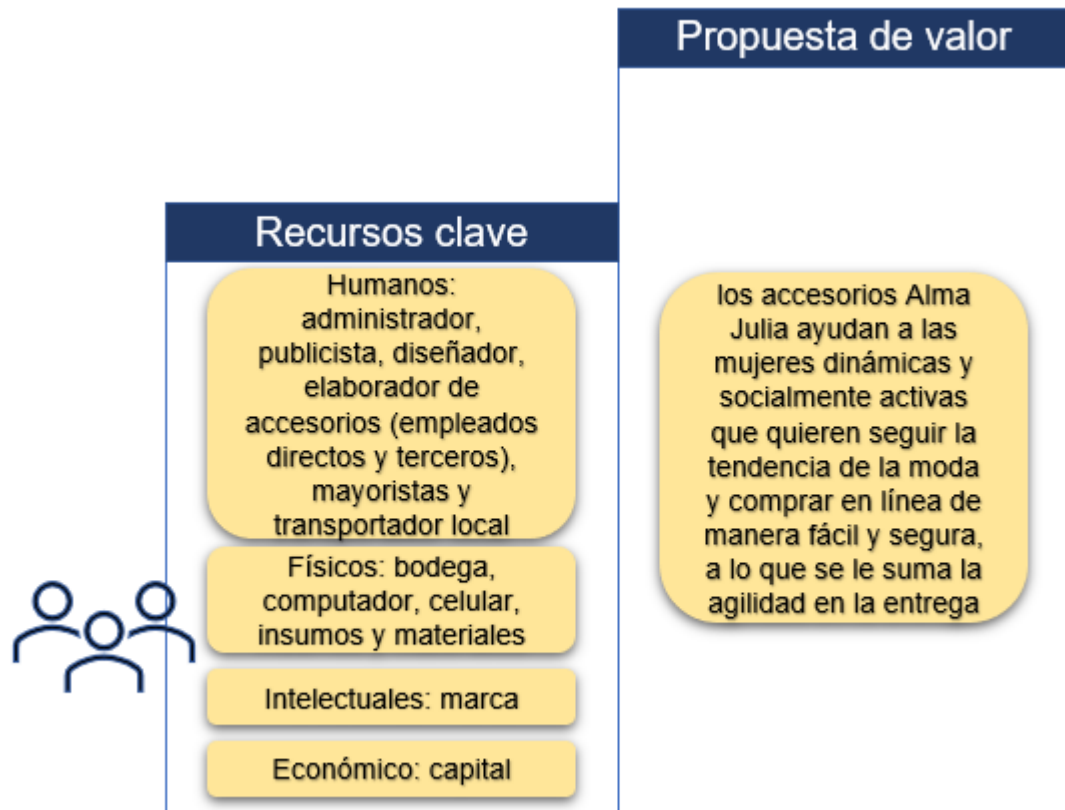 Propuesta de valor
Recursos clave
Humanos:
administrador,
publicista, diseñador,
elaborador de
accesorios (empleados
directos y terceros),
mayoristas y
transportador local
Físicos: bodega,
computador, celular,
insumos y materiales
Intelectuales: marca
Económico: capital
los accesorios Alma
Julia ayudan a las
mujeres dinámicas y
socialmente activas
que quieren seguir la
tendencia de la moda
y comprar en línea de
manera fácil y segura,
a lo que se le suma la
agilidad en la entrega